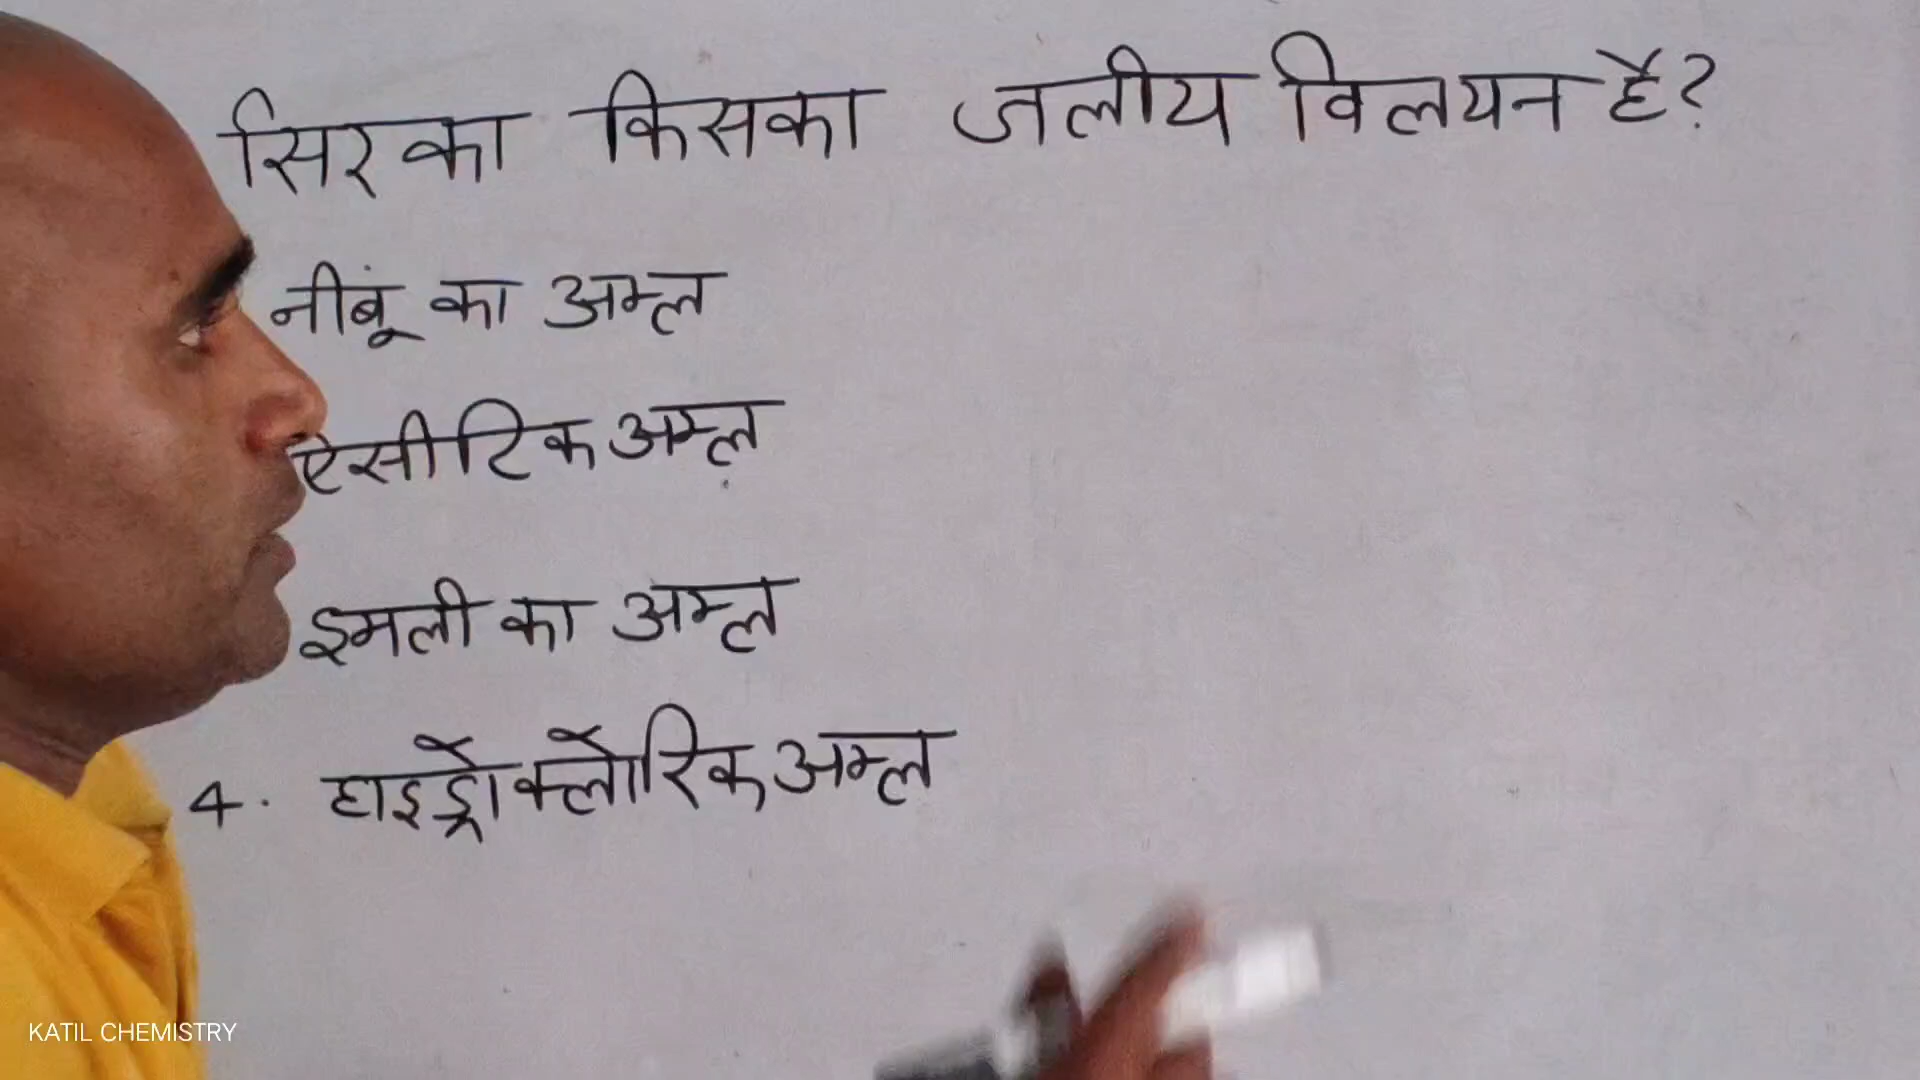 सिरका किसका जलीय विलयन है?
नींबू का अम्ल
ऐसीटिक अम्ल
इमली का अम्ल
4. हाइड्रोक्लोरिक अम्ल
KATIL CHEMISTRY